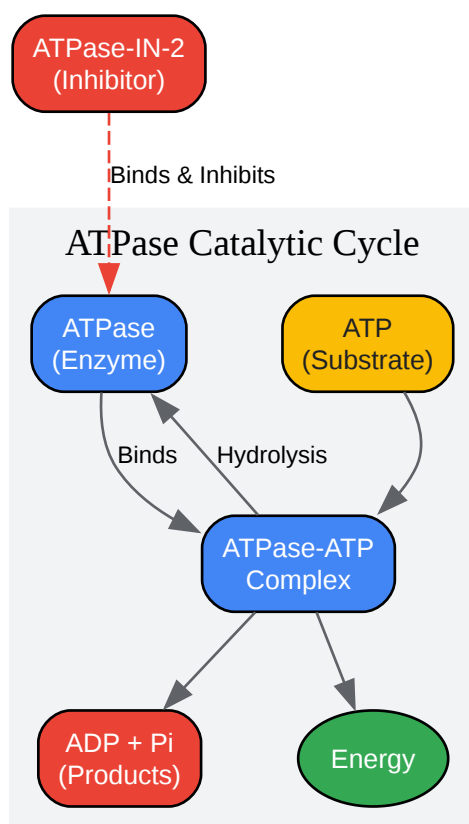 ATPase-IN-2
(Inhibitor)
Binds & Inhibits
ATPase Catalytic Cycle
ATPase
(Enzyme)
ATP
(Substrate)
Binds
Hydrolysis
ATPase-ATP
Complex
ADP + Pi
(Products)
Energy